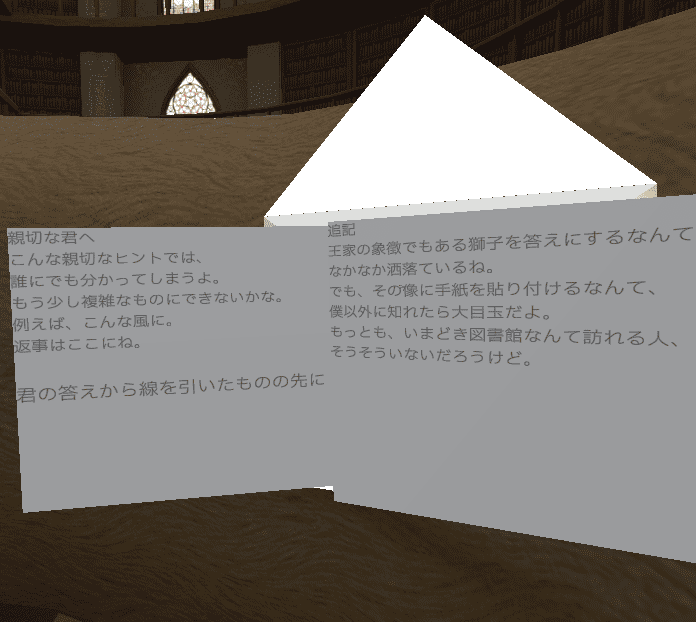 親切な君へ
こんな親切なヒントでは、
誰にでも分かってしまうよ。
もう少し複雑なものにできないかな。
例えば、こんな風に。
返事はここにね。
君の答えから線を引いたものの先に
追記
王家の象徴でもある獅子を答えにするなんて
なかなか洒落ているね。
でも、その像に手紙を貼り付けるなんて、
僕以外に知れたら大目玉だよ。
もっとも、いまどき図書館なんて訪れる人、
そうそういないだろうけど。